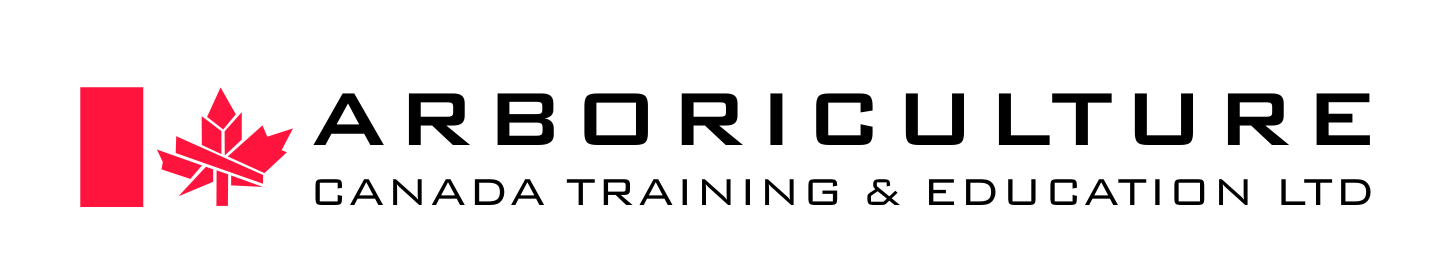 ARBORICULTURE
CANADA TRAINING & EDUCATION LTD